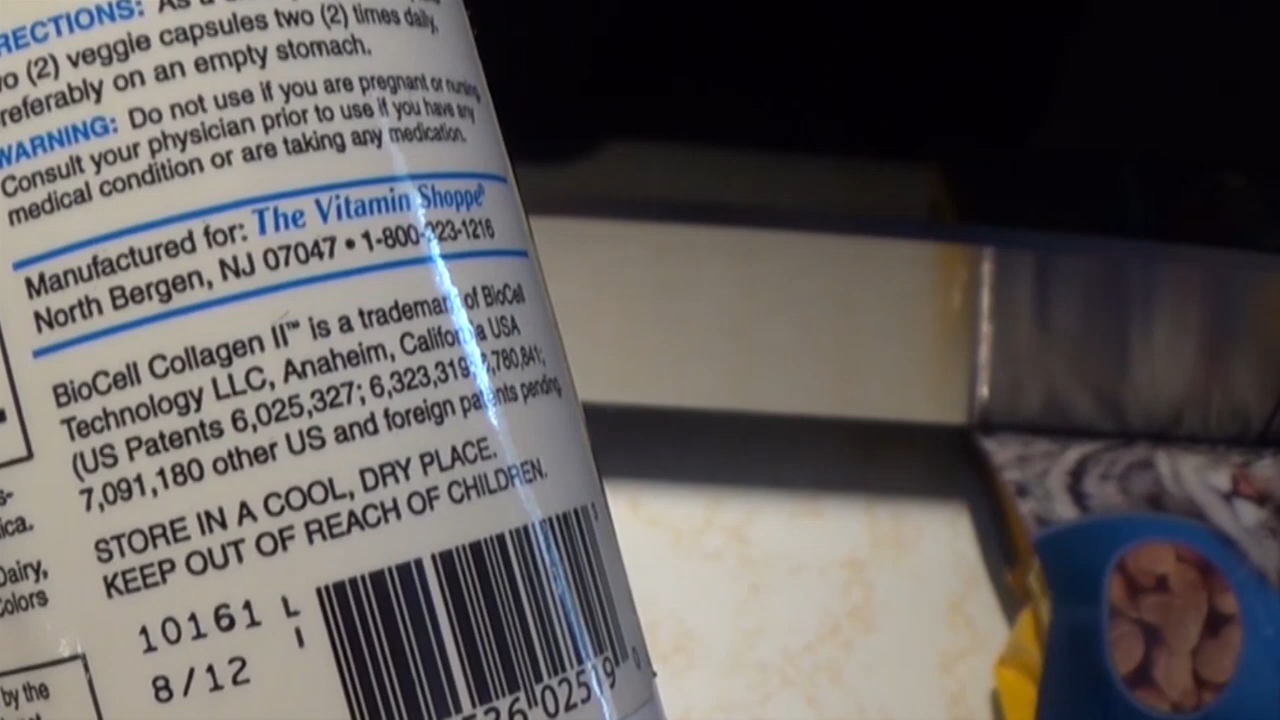 RECTIONS: As a
wo (2) veggie capsules two (2) times daily,
referably on an empty stomach.
WARNING: Do not use if you are pregnant or nursing.
Consult your physician prior to use if you have any
medical condition or are taking any medication.
Manufactured for: The Vitamin Shoppe®
North Bergen, NJ 07047 • 1-800-223-1216
BioCell Collagen II™ is a trademark of BioCell
Technology LLC, Anaheim, California USA
(US Patents 6,025,327; 6,323,319; 6,780,841;
7,091,180 other US and foreign patents pending.
STORE IN A COOL, DRY PLACE.
KEEP OUT OF REACH OF CHILDREN.
s-
ica.
Dairy,
Colors
10161 L
I
8/12
by the